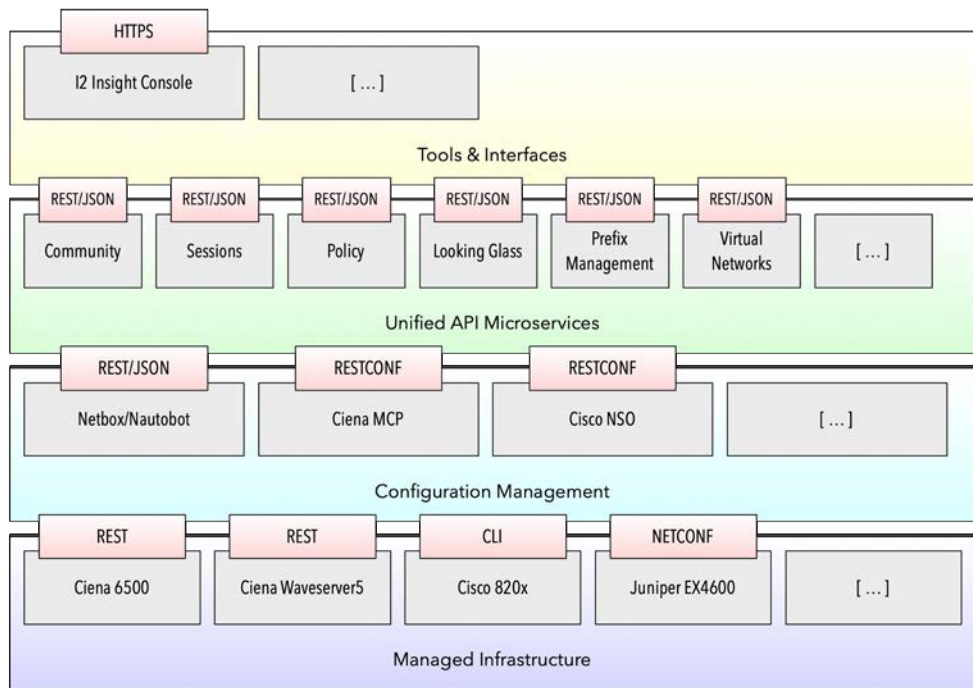 HTTPS
I2 Insight Console
[ ... ]
Tools & Interfaces
REST/JSON REST/JSON REST/JSON REST/JSON REST/JSON REST/JSON
Community Sessions Policy Looking Glass Prefix Management Virtual Networks [ ... ]
Unified API Microservices
REST/JSON RESTCONF RESTCONF
Netbox/Nautobot Ciena MCP Cisco NSO [ ... ]
Configuration Management
REST REST CLI NETCONF
Ciena 6500 Ciena Waveserver5 Cisco 820x Juniper EX4600 [ ... ]
Managed Infrastructure